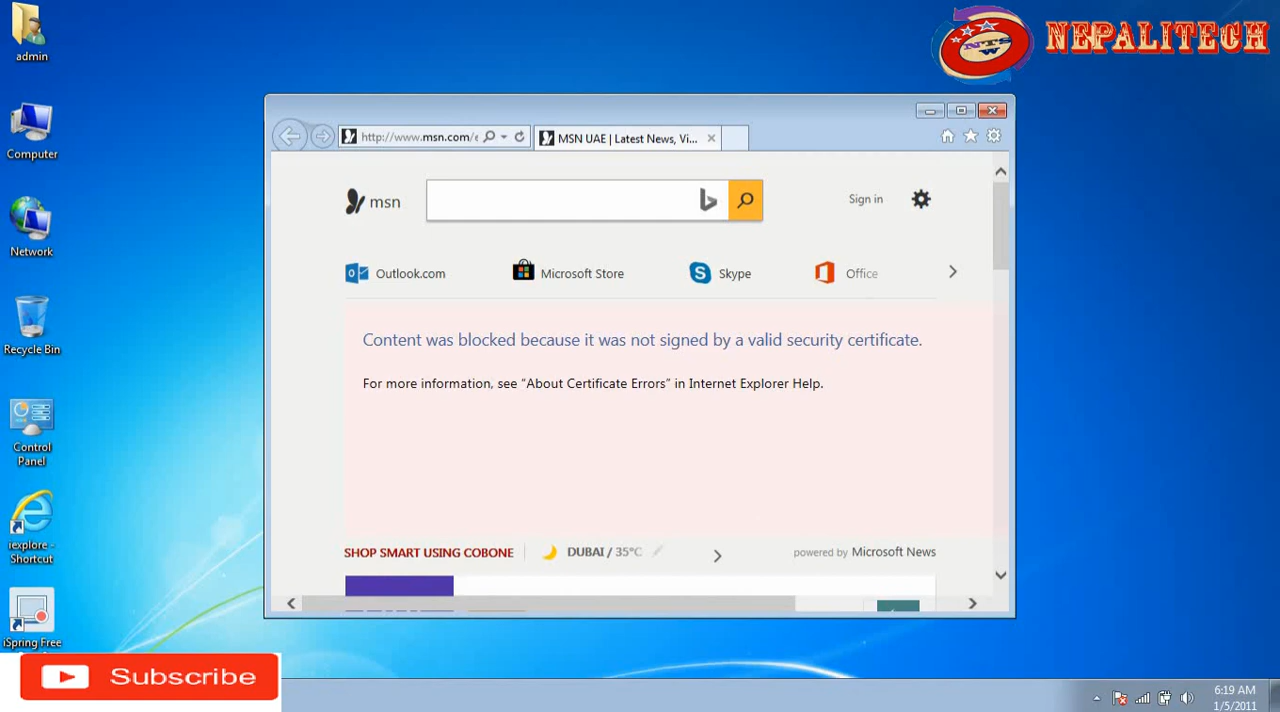 admin
Computer
Network
Recycle Bin
Control
Panel
iexplore -
Shortcut
iSpring Free
Subscribe
NTS
W
NEPALITECH
http://www.msn.com/e
MSN UAE | Latest News, Vi...
msn
Sign in
Outlook.com
Microsoft Store
Skype
Office
Content was blocked because it was not signed by a valid security certificate.
For more information, see “About Certificate Errors” in Internet Explorer Help.
SHOP SMART USING COBONE
DUBAI / 35°C
powered by Microsoft News
6:19 AM
1/5/2011